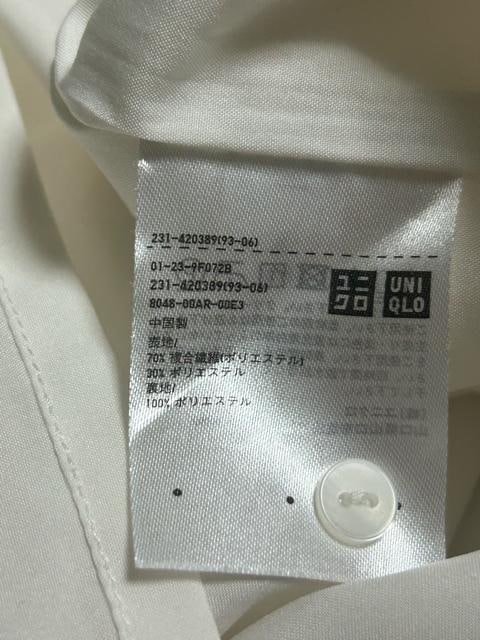 231-420389(93-06)
01-23-9F072B
231-420389(93-06)
8048-00AR-00E3
ユニクロ
UNIQLO
中国製
表地/
70% 複合繊維(ポリエステル)
30% ポリエステル
裏地/
100% ポリエステル